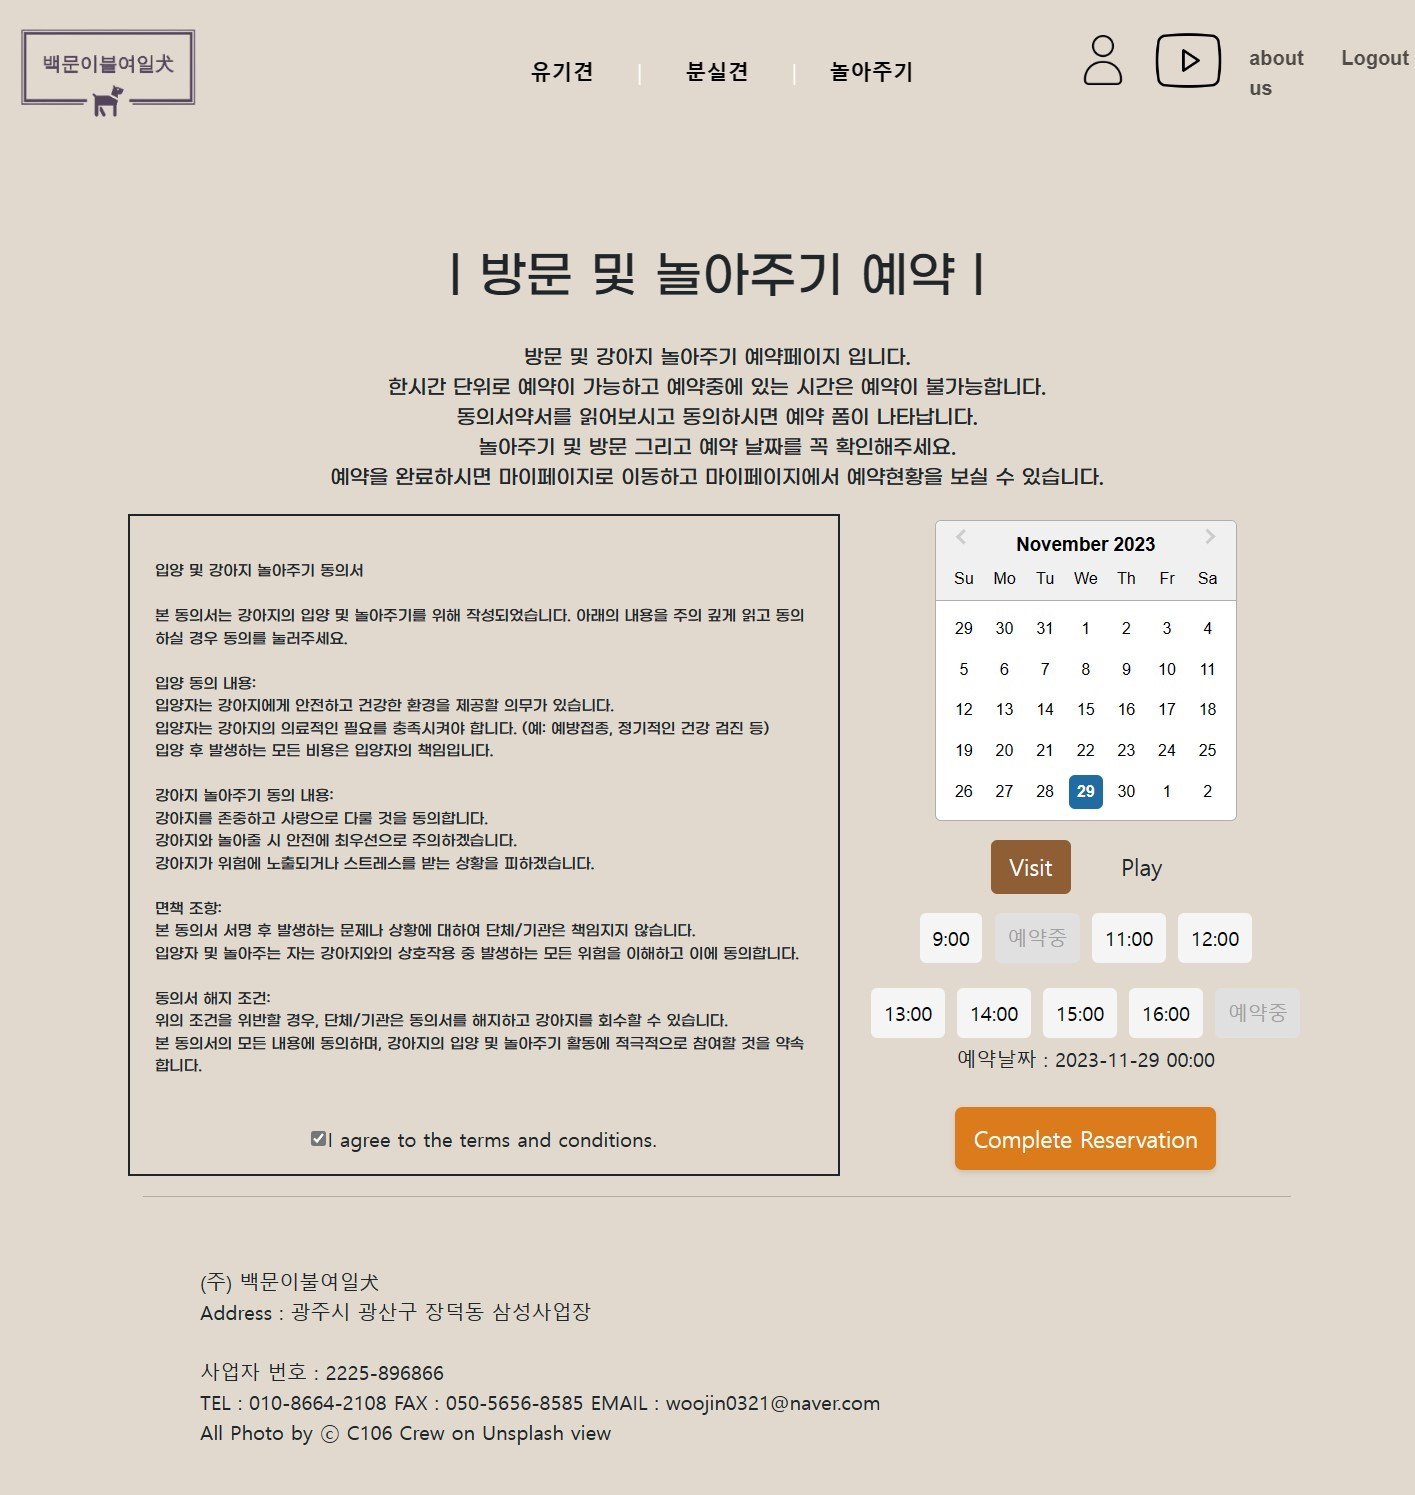 백문이불여일犬
유기견 | 분실견 | 놀아주기
about us
Logout
| 방문 및 놀아주기 예약 |
방문 및 강아지 놀아주기 예약페이지 입니다.
한시간 단위로 예약이 가능하고 예약중에 있는 시간은 예약이 불가능합니다.
동의서약서를 읽어보시고 동의하시면 예약 폼이 나타납니다.
놀아주기 및 방문 그리고 예약 날짜를 꼭 확인해주세요.
예약을 완료하시면 마이페이지로 이동하고 마이페이지에서 예약현황을 보실 수 있습니다.
입양 및 강아지 놀아주기 동의서
본 동의서는 강아지의 입양 및 놀아주기를 위해 작성되었습니다. 아래의 내용을 주의 깊게 읽고 동의
하실 경우 동의를 눌러주세요.
입양 동의 내용:
입양자는 강아지에게 안전하고 건강한 환경을 제공할 의무가 있습니다.
입양자는 강아지의 의료적인 필요를 충족시켜야 합니다. (예: 예방접종, 정기적인 건강 검진 등)
입양 후 발생하는 모든 비용은 입양자의 책임입니다.
강아지 놀아주기 동의 내용:
강아지를 존중하고 사랑으로 다룰 것을 동의합니다.
강아지와 놀아줄 시 안전에 최우선으로 주의하겠습니다.
강아지가 위험에 노출되거나 스트레스를 받는 상황을 피하겠습니다.
면책 조항:
본 동의서 서명 후 발생하는 문제나 상황에 대하여 단체/기관은 책임지지 않습니다.
입양자 및 놀아주는 자는 강아지와의 상호작용 중 발생하는 모든 위험을 이해하고 이에 동의합니다.
동의서 해지 조건:
위의 조건을 위반할 경우, 단체/기관은 동의서를 해지하고 강아지를 회수할 수 있습니다.
본 동의서의 모든 내용에 동의하며, 강아지의 입양 및 놀아주기 활동에 적극적으로 참여할 것을 약속
합니다.
I agree to the terms and conditions.
November 2023
Su Mo Tu We Th Fr Sa
29 30 31 1 2 3 4
5 6 7 8 9 10 11
12 13 14 15 16 17 18
19 20 21 22 23 24 25
26 27 28 29 30 1 2
Visit Play
9:00 예약중 11:00 12:00
13:00 14:00 15:00 16:00 예약중
예약날짜 : 2023-11-29 00:00
Complete Reservation
(주) 백문이불여일犬
Address : 광주시 광산구 장덕동 삼성사업장
사업자 번호 : 2225-896866
TEL : 010-8664-2108 FAX : 050-5656-8585 EMAIL : woojin0321@naver.com
All Photo by ⓒ C106 Crew on Unsplash view